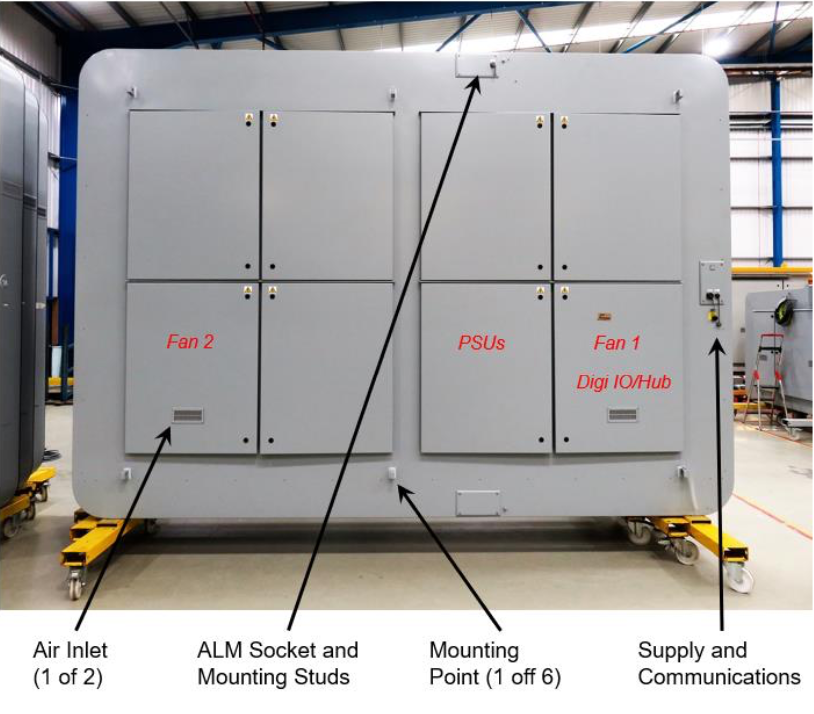 Fan 2
PSUs
Fan 1
Digi IO/Hub
Air Inlet
(1 of 2)
ALM Socket and
Mounting Studs
Mounting
Point (1 off 6)
Supply and
Communications